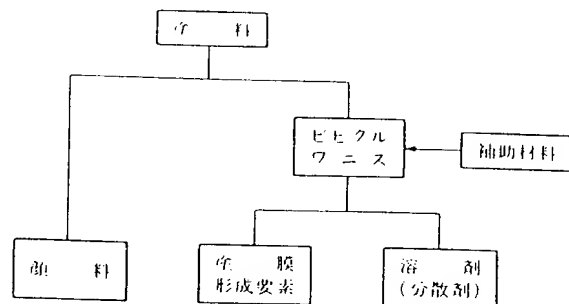 塗 料
ビヒクル
ワニス
補助材料
顔 料
塗 膜
形成要素
溶 剤
(分散剤)